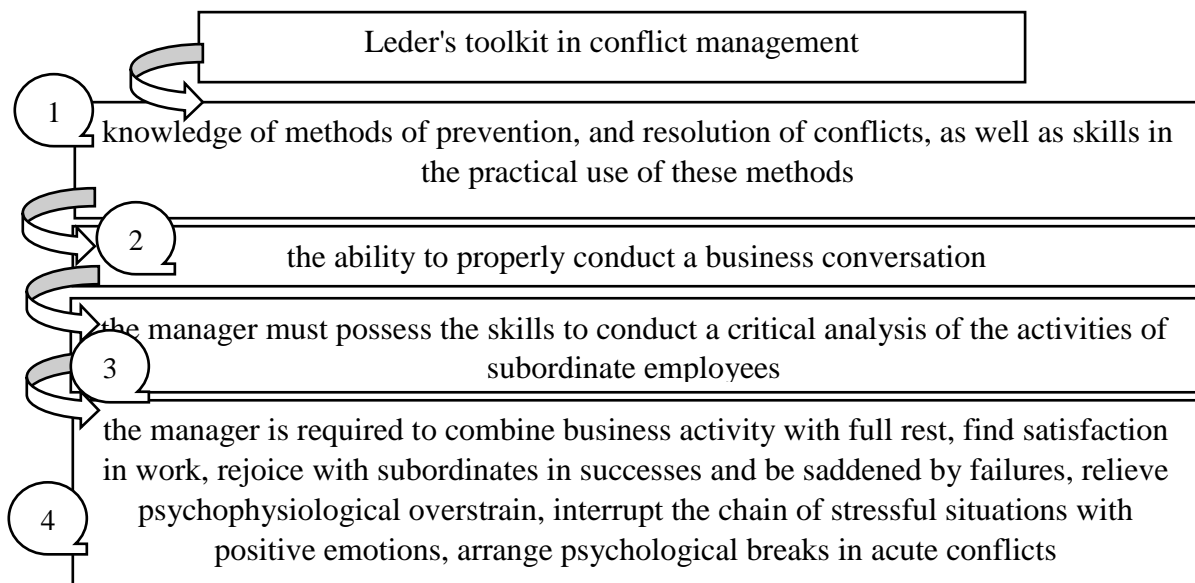 Leder's toolkit in conflict management
1
knowledge of methods of prevention, and resolution of conflicts, as well as skills in
the practical use of these methods
2
the ability to properly conduct a business conversation
the manager must possess the skills to conduct a critical analysis of the activities of
3
subordinate employees
the manager is required to combine business activity with full rest, find satisfaction
in work, rejoice with subordinates in successes and be saddened by failures, relieve
4
psychophysiological overstrain, interrupt the chain of stressful situations with
positive emotions, arrange psychological breaks in acute conflicts